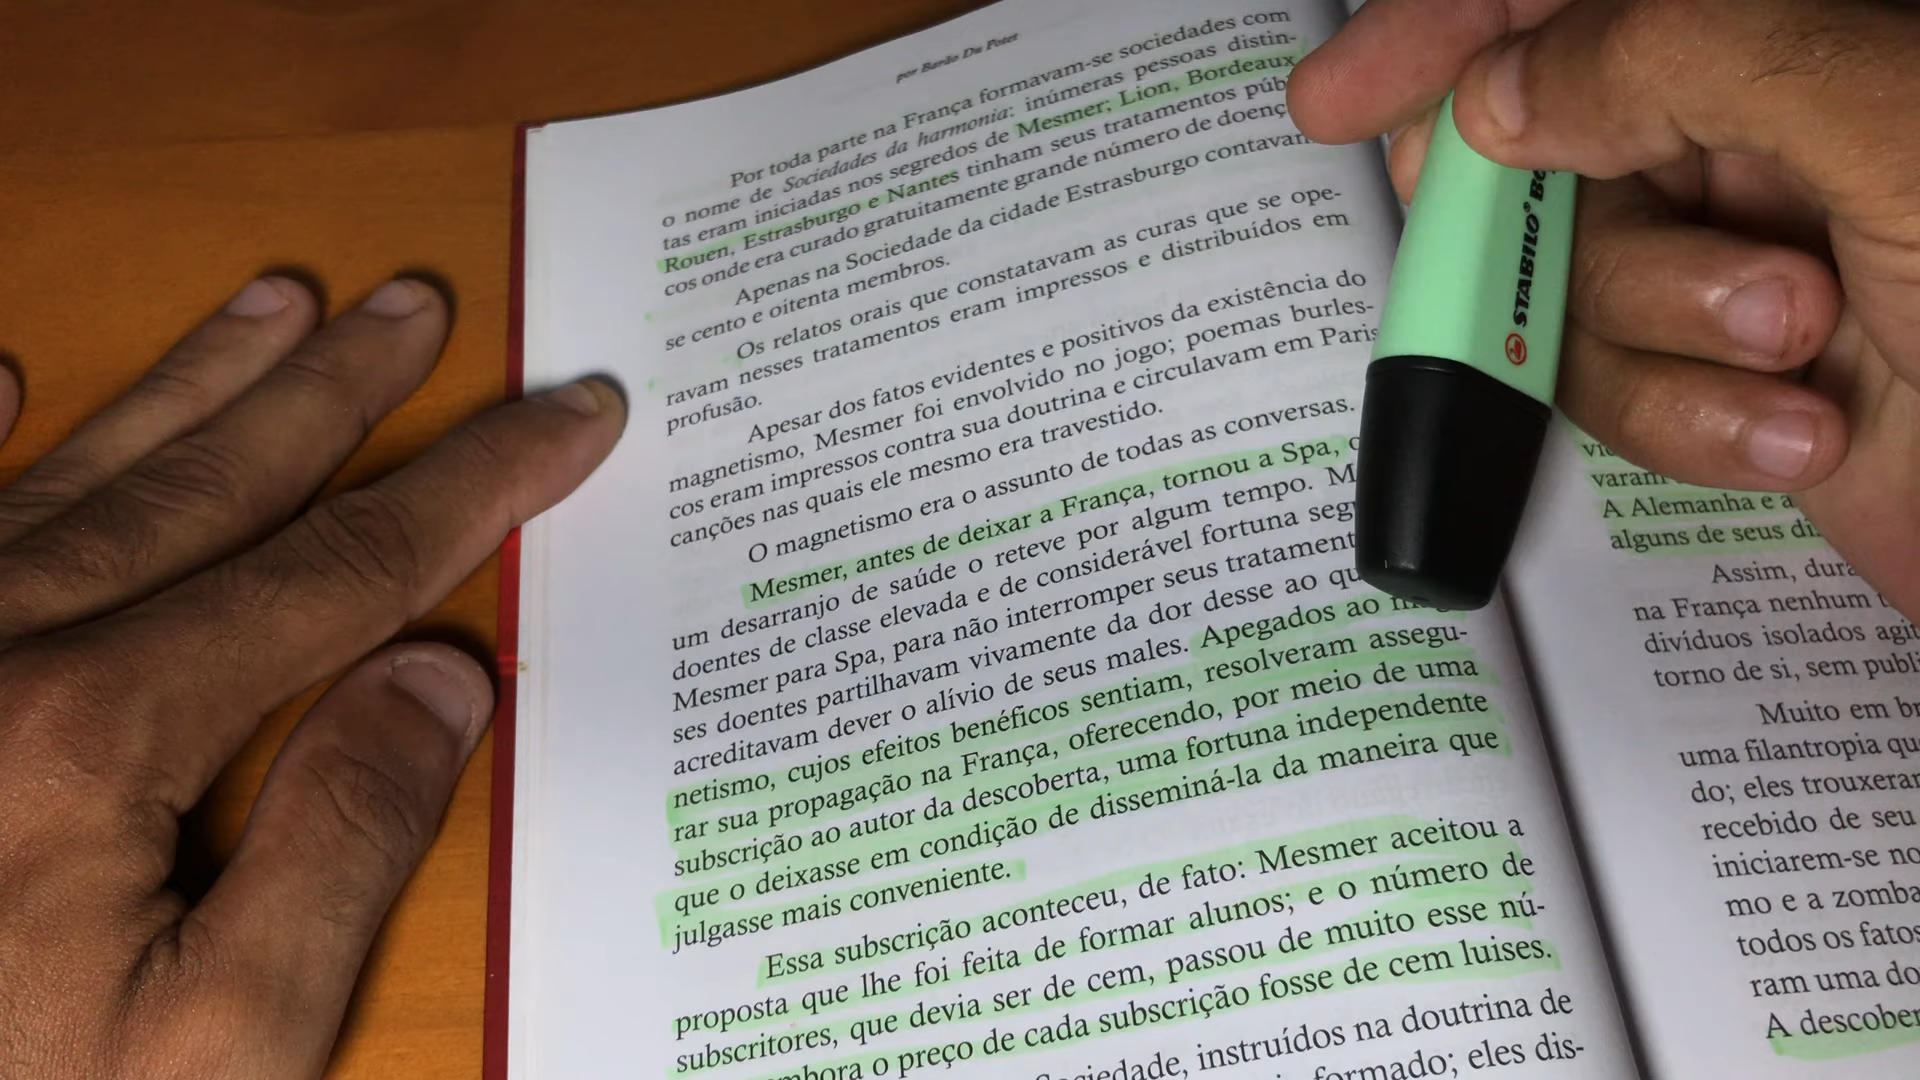 por Barão Du Potet
Por toda parte na França formavam-se sociedades com
o nome de Sociedades da harmonia: inúmeras pessoas distin-
tas eram iniciadas nos segredos de Mesmer; Lion, Bordeaux
Rouen, Estrasburgo e Nantes tinham seus tratamentos púb
cos onde era curado gratuitamente grande número de doenç
Apenas na Sociedade da cidade Estrasburgo contavam
se cento e oitenta membros.
Os relatos orais que constatavam as curas que se ope-
ravam nesses tratamentos eram impressos e distribuídos em
profusão.
Apesar dos fatos evidentes e positivos da existência do
magnetismo, Mesmer foi envolvido no jogo; poemas burles-
cos eram impressos contra sua doutrina e circulavam em Paris
canções nas quais ele mesmo era travestido.
O magnetismo era o assunto de todas as conversas.
Mesmer, antes de deixar a França, tornou a Spa, o
um desarranjo de saúde o reteve por algum tempo. M
doentes de classe elevada e de considerável fortuna seg
Mesmer para Spa, para não interromper seus tratament
ses doentes partilhavam vivamente da dor desse ao qu
acreditavam dever o alívio de seus males. Apegados ao
netismo, cujos efeitos benéficos sentiam, resolveram assegu-
rar sua propagação na França, oferecendo, por meio de uma
subscrição ao autor da descoberta, uma fortuna independente
que o deixasse em condição de disseminá-la da maneira que
julgasse mais conveniente.
Essa subscrição aconteceu, de fato: Mesmer aceitou a
proposta que lhe foi feita de formar alunos; e o número de
subscritores, que devia ser de cem, passou de muito esse nú-
mbora o preço de cada subscrição fosse de cem luíses.
ciedade, instruídos na doutrina de
formado; eles dis-
STABILO BO
varam
A Alemanha e a
alguns de seus di
Assim, dura
na França nenhum
divíduos isolados agit
torno de si, sem publi
Muito em br
uma filantropia qu
do; eles trouxeram
recebido de seu
iniciarem-se no
mo e a zomba
todos os fatos
ram uma do
A descober